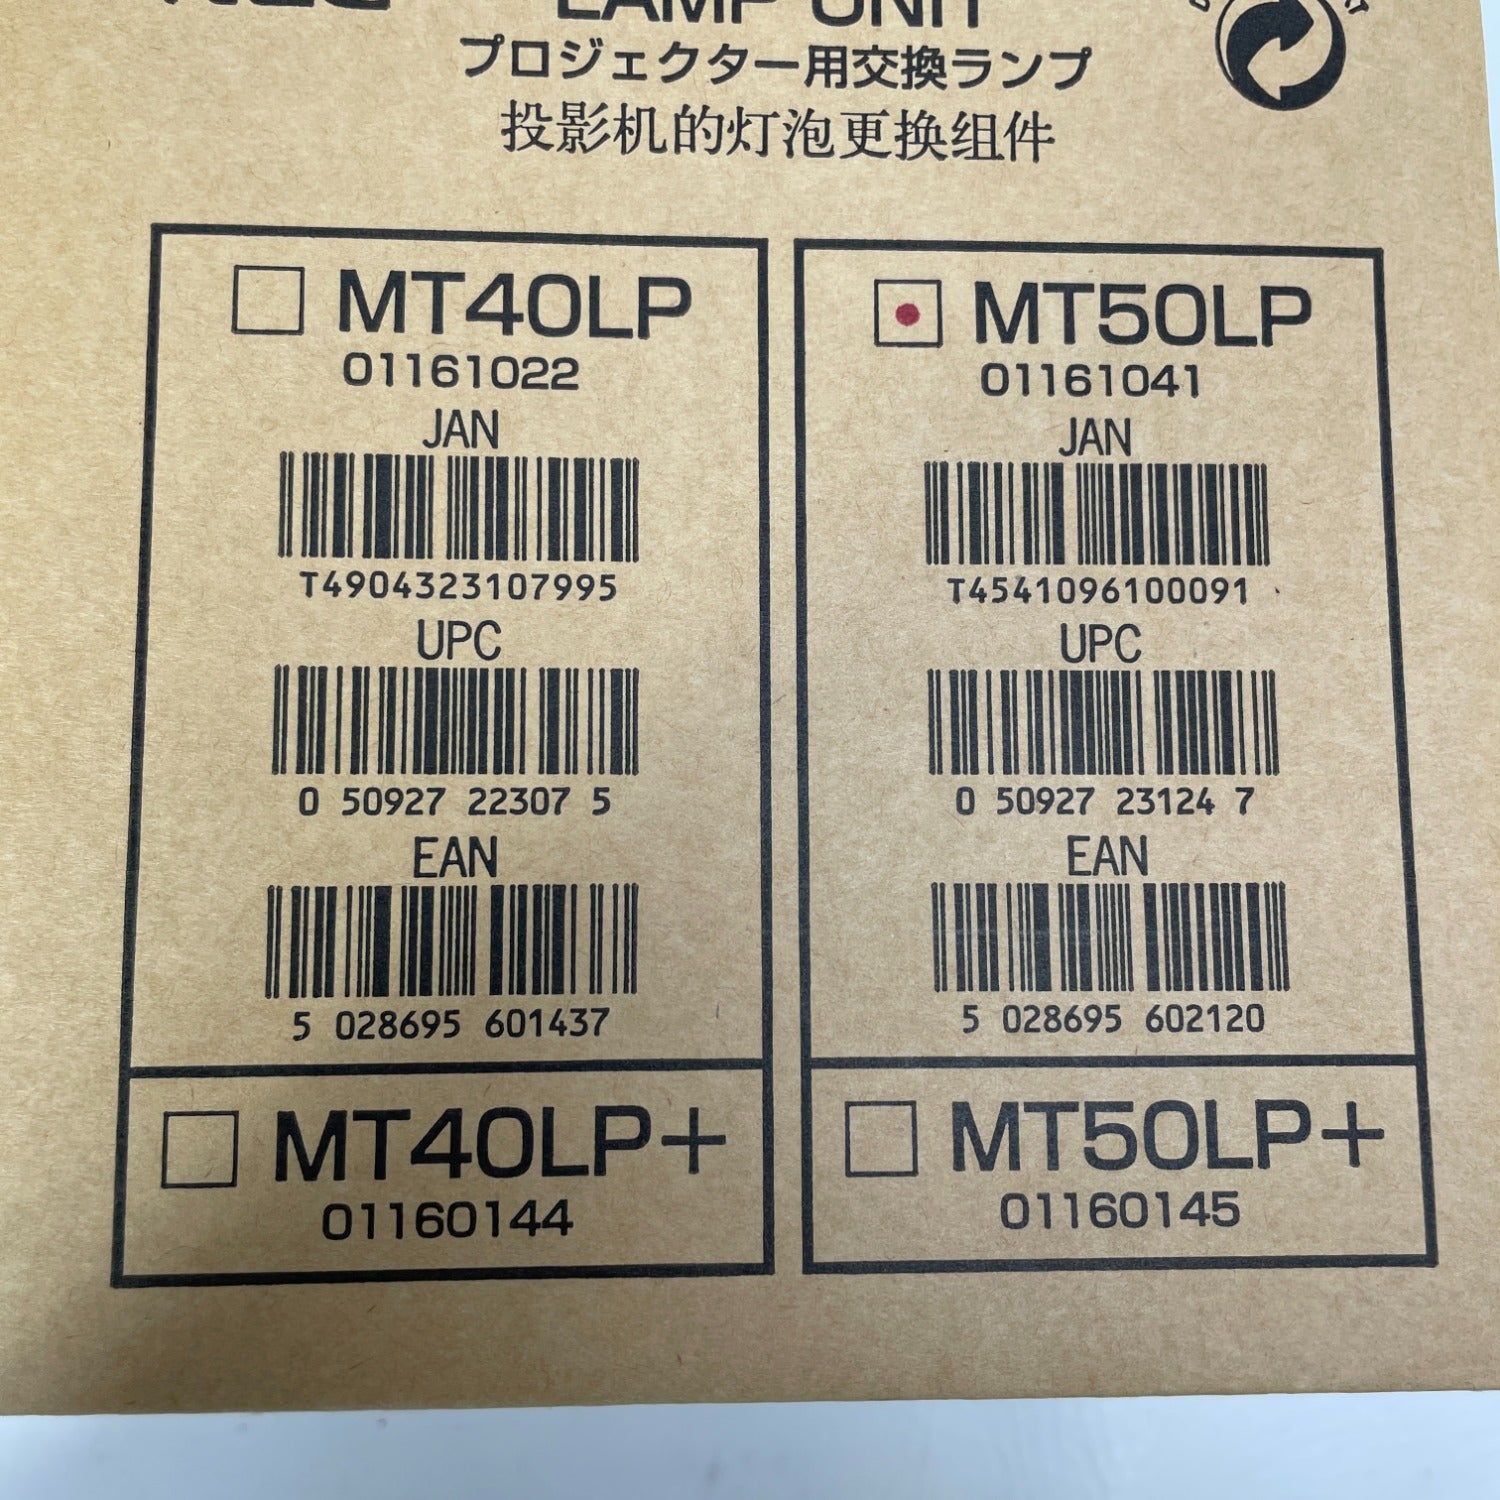 LAMP UNIT
プロジェクター用交換ランプ
投影机的灯泡更换组件
MT40LP
01161022
JAN
T4904323107995
UPC
0 50927 22307 5
EAN
5 028695 601437
MT40LP+
01160144
MT50LP
01161041
JAN
T4541096100091
UPC
0 50927 23124 7
EAN
5 028695 602120
MT50LP+
01160145